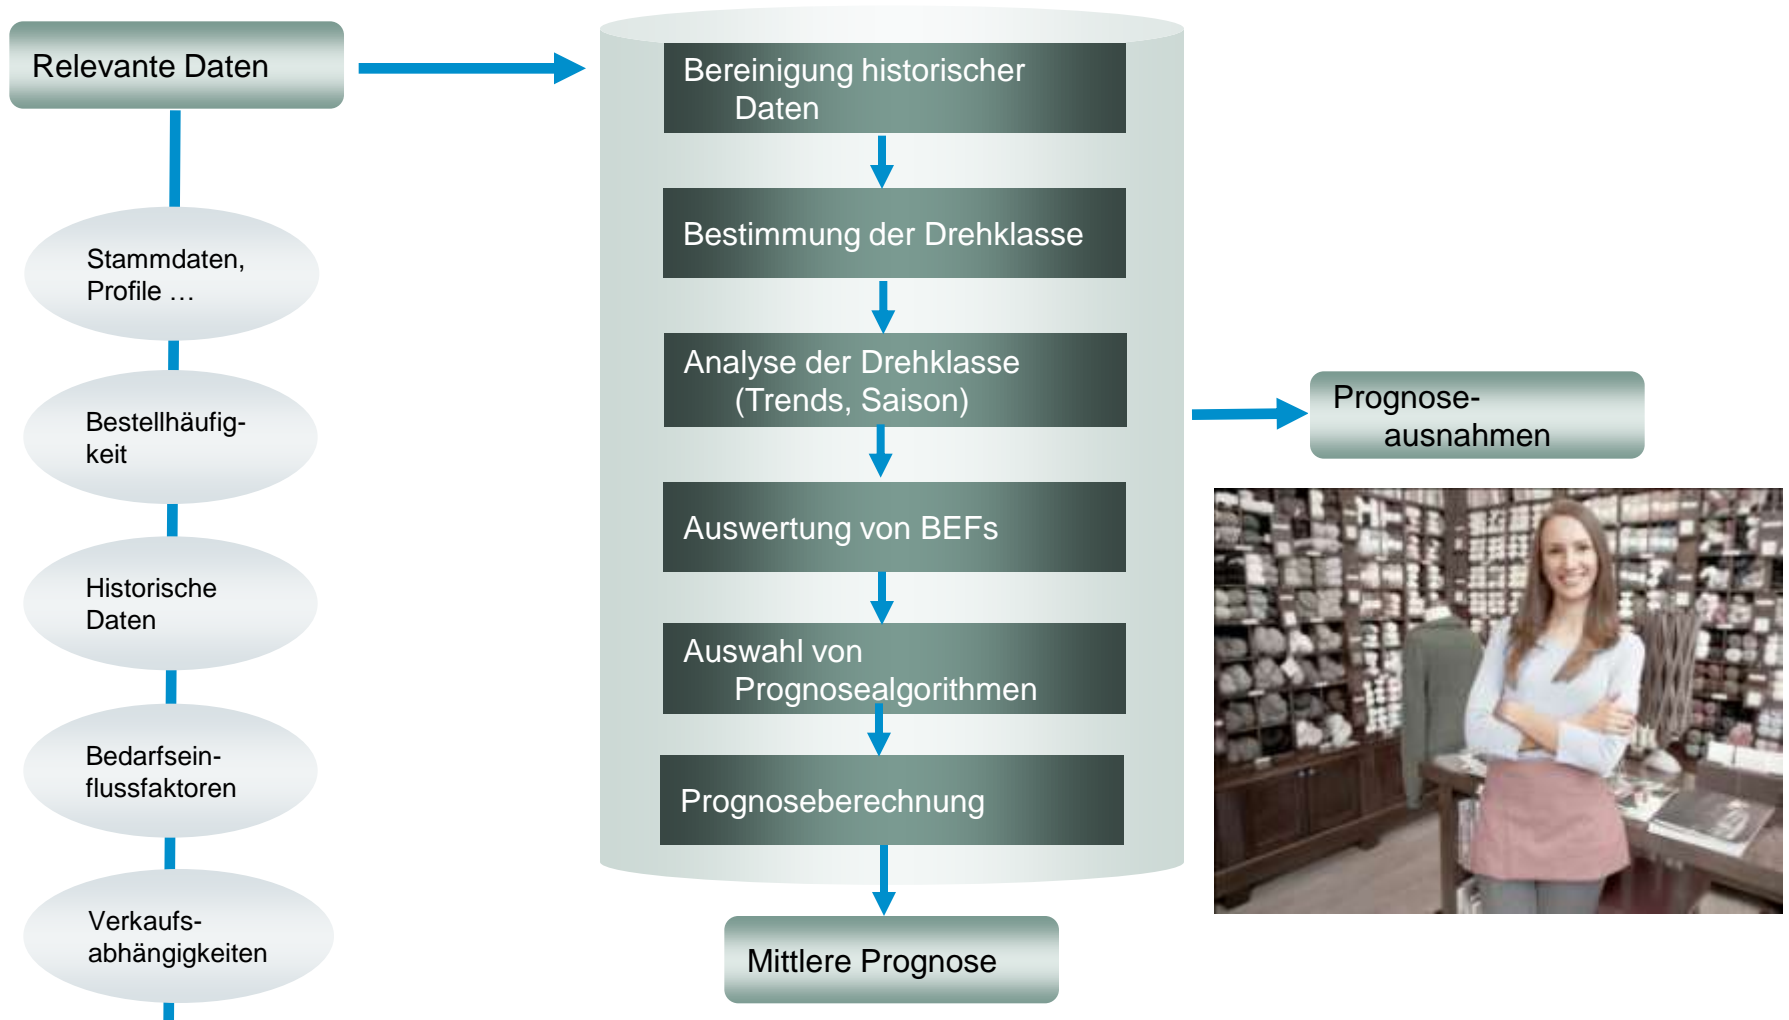 Relevante Daten
Stammdaten,
Profile …
Bestellhäufig-
keit
Historische
Daten
Bedarfsein-
flussfaktoren
Verkaufs-
abhängigkeiten
Bereinigung historischer
Daten
Bestimmung der Drehklasse
Analyse der Drehklasse
(Trends, Saison)
Auswertung von BEFs
Auswahl von
Prognosealgorithmen
Prognoseberechnung
Mittlere Prognose
Prognose-
ausnahmen